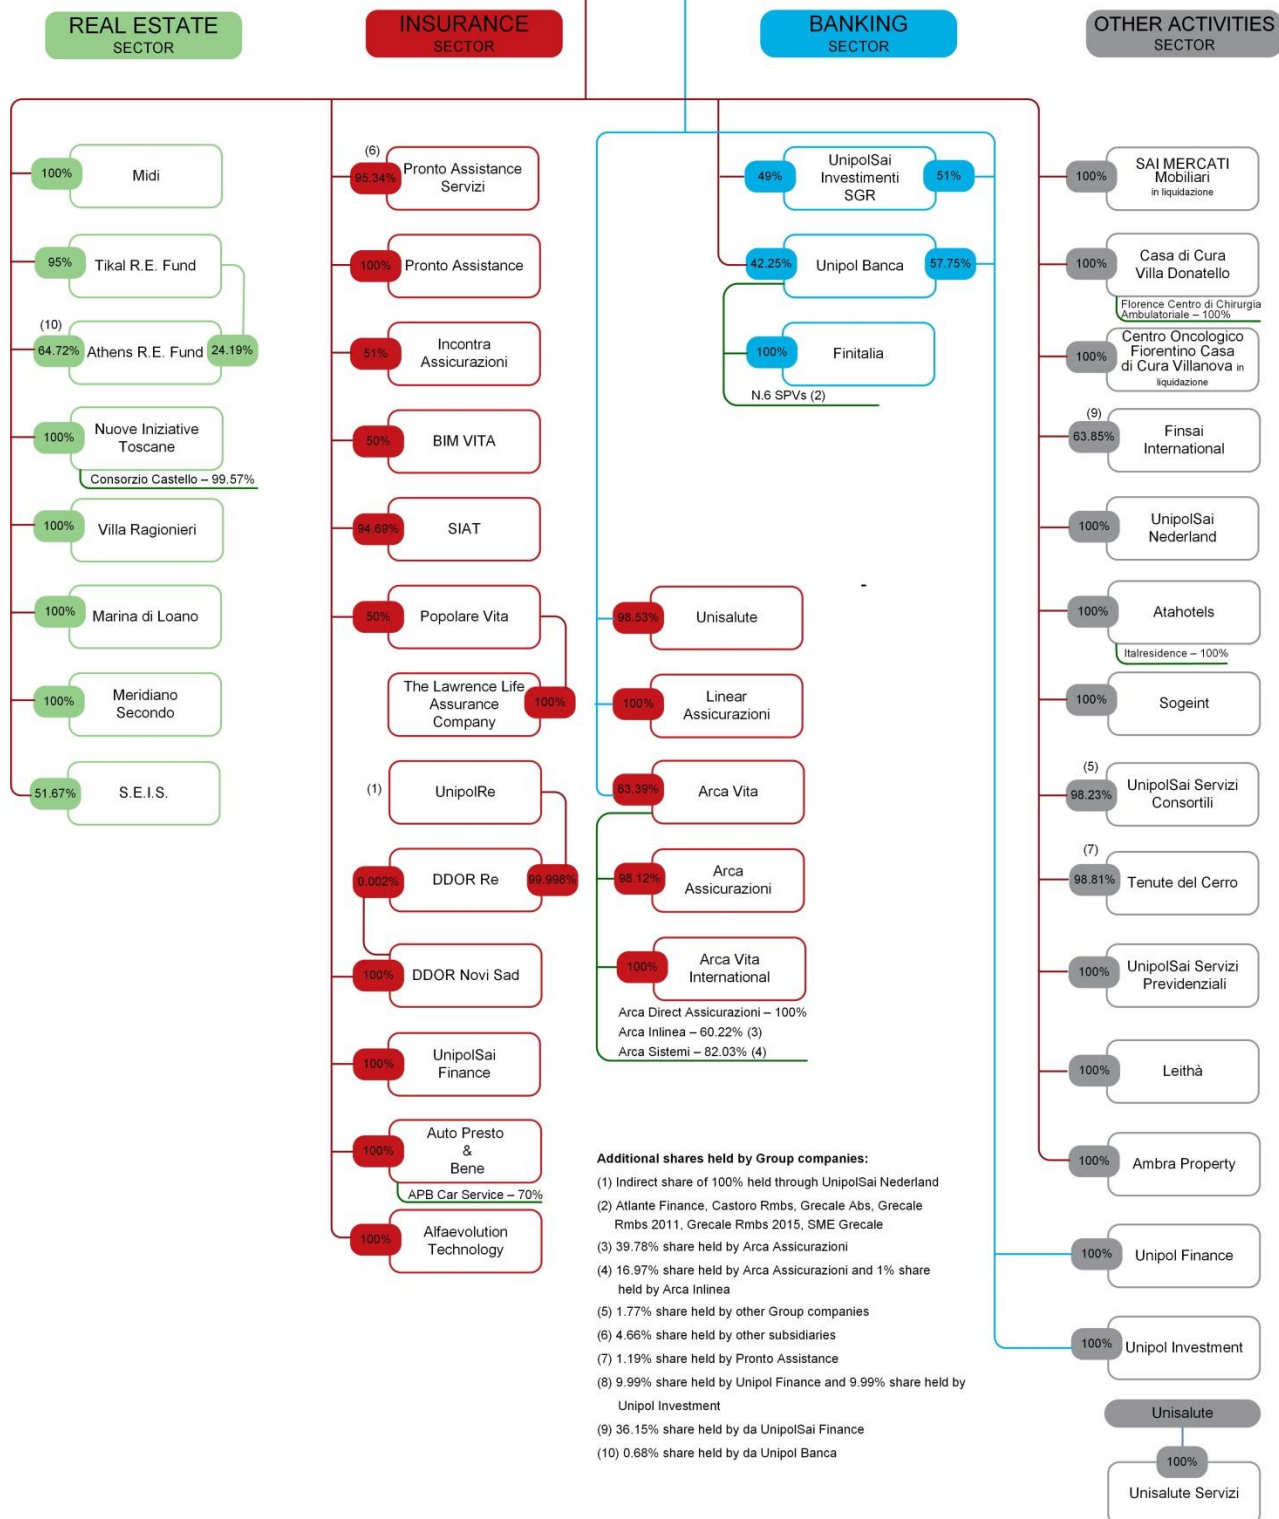 REAL ESTATE
SECTOR
100%
Midi
95%
Tikal R.E. Fund
(10)
64.72%
Athens R.E. Fund
24.19%
100%
Nuove Iniziative
Toscane
Consorzio Castello – 99.57%
100%
Villa Ragionieri
100%
Marina di Loano
100%
Meridiano
Secondo
51.67%
S.E.I.S.
INSURANCE
SECTOR
(6)
95.34%
Pronto Assistance
Servizi
100%
Pronto Assistance
51%
Incontra
Assicurazioni
50%
BIM VITA
94.69%
SIAT
50%
Popolare Vita
The Lawrence Life
Assurance
Company
100%
(1)
UnipolRe
0.002%
DDOR Re
99.998%
100%
DDOR Novi Sad
100%
UnipolSai
Finance
100%
Auto Presto
&
Bene
APB Car Service – 70%
100%
Alfaevolution
Technology
BANKING
SECTOR
49%
UnipolSai
Investimenti
SGR
51%
42.25%
Unipol Banca
57.75%
100%
Finitalia
N.6 SPVs (2)
-
98.53%
Unisalute
100%
Linear
Assicurazioni
63.39%
Arca Vita
98.12%
Arca
Assicurazioni
100%
Arca Vita
International
Arca Direct Assicurazioni – 100%
Arca Inlinea – 60.22% (3)
Arca Sistemi – 82.03% (4)
Additional shares held by Group companies:
(1) Indirect share of 100% held through UnipolSai Nederland
(2) Atlante Finance, Castoro Rmbs, Grecale Abs, Grecale
Rmbs 2011, Grecale Rmbs 2015, SME Grecale
(3) 39.78% share held by Arca Assicurazioni
(4) 16.97% share held by Arca Assicurazioni and 1% share
held by Arca Inlinea
(5) 1.77% share held by other Group companies
(6) 4.66% share held by other subsidiaries
(7) 1.19% share held by Pronto Assistance
(8) 9.99% share held by Unipol Finance and 9.99% share held by
Unipol Investment
(9) 36.15% share held by da UnipolSai Finance
(10) 0.68% share held by da Unipol Banca
OTHER ACTIVITIES
SECTOR
100%
SAI MERCATI
Mobiliari
in liquidazione
100%
Casa di Cura
Villa Donatello
Florence Centro di Chirurgia
Ambulatoriale – 100%
100%
Centro Oncologico
Fiorentino Casa
di Cura Villanova in
liquidazione
(9)
63.85%
Finsai
International
100%
UnipolSai
Nederland
100%
Atahotels
Italresidence – 100%
100%
Sogeint
(5)
98.23%
UnipolSai Servizi
Consortili
(7)
98.81%
Tenute del Cerro
100%
UnipolSai Servizi
Previdenziali
100%
Leithà
100%
Ambra Property
100%
Unipol Finance
100%
Unipol Investment
Unisalute
100%
Unisalute Servizi